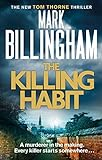 THE NEW TOM THORNE THRILLER
MARK
BILLINGHAM
THE
KILLING
HABIT
A murderer in the making.
Every killer starts somewhere...